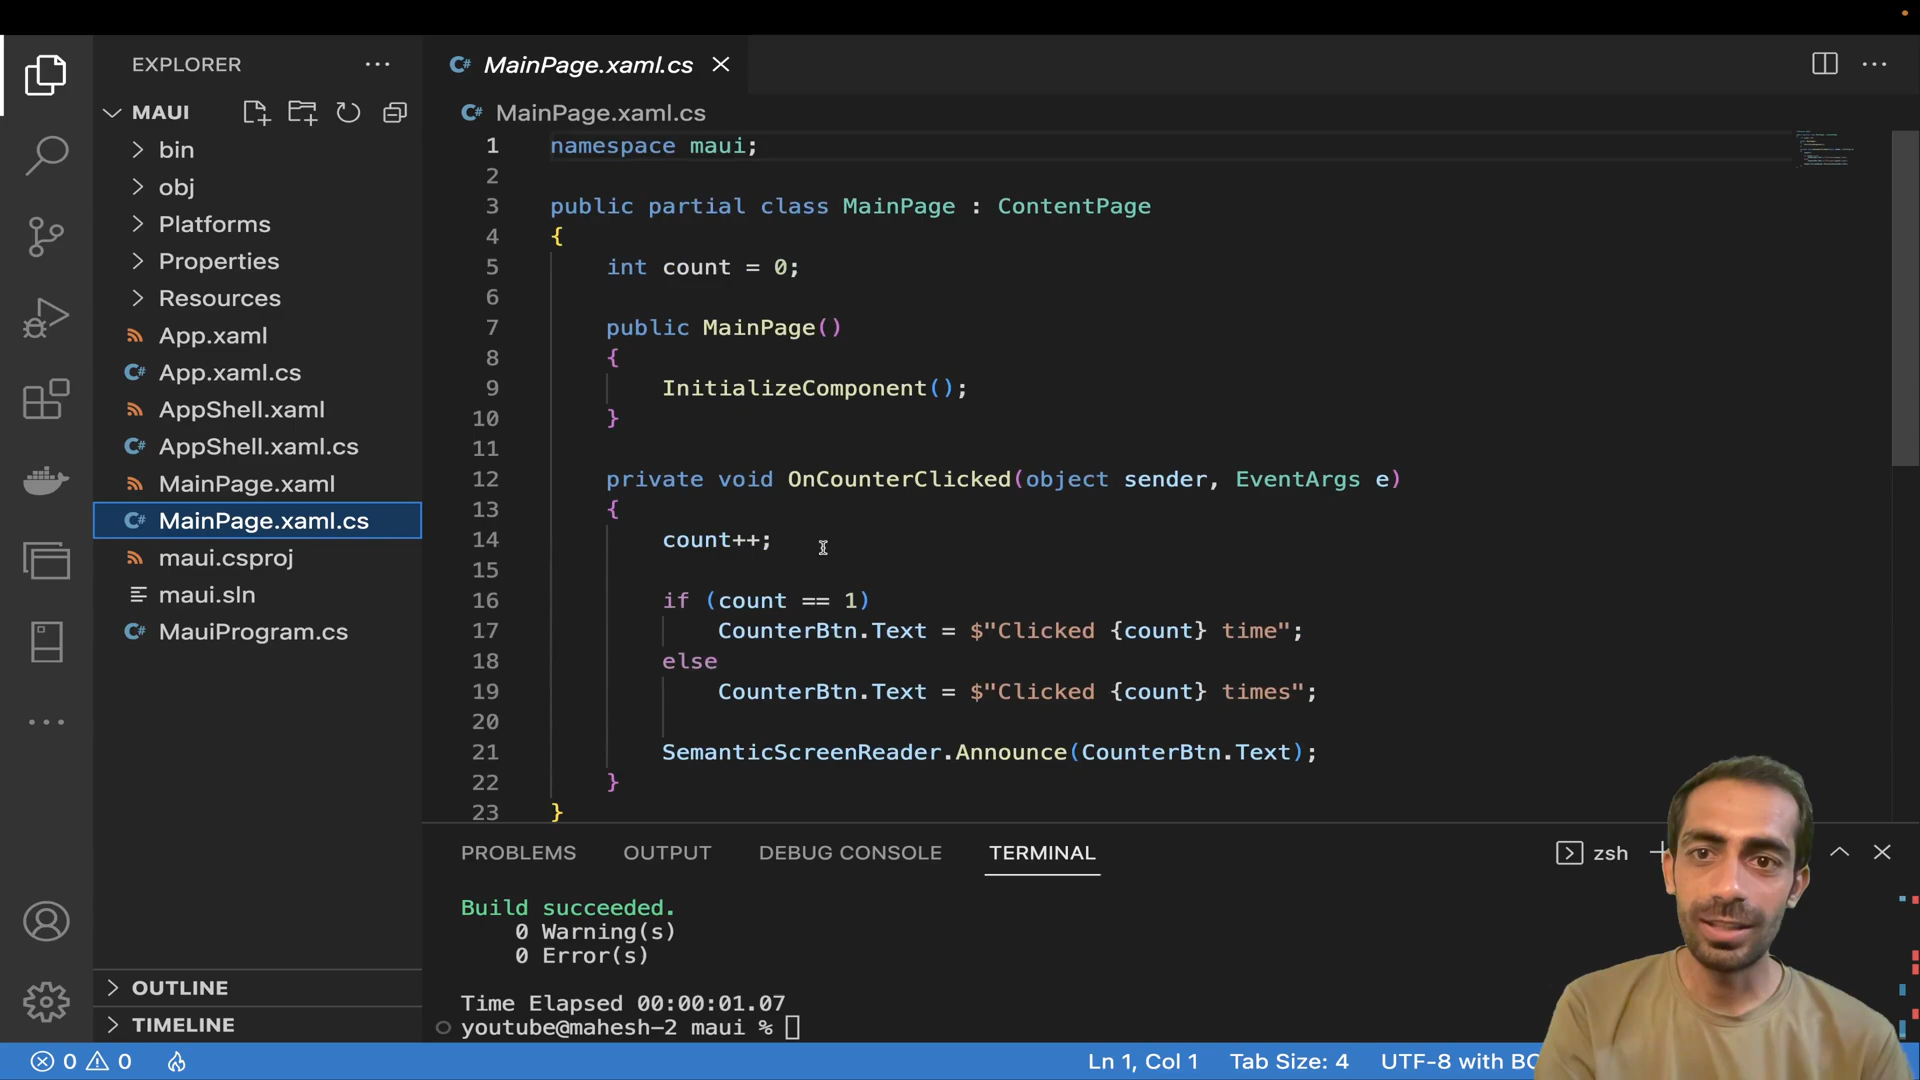 EXPLORER
MAUI
bin
obj
Platforms
Properties
Resources
App.xaml
App.xaml.cs
AppShell.xaml
AppShell.xaml.cs
MainPage.xaml
MainPage.xaml.cs
maui.csproj
maui.sln
MauiProgram.cs
OUTLINE
TIMELINE
MainPage.xaml.cs
MainPage.xaml.cs
1 namespace maui;
2
3 public partial class MainPage : ContentPage
4 {
5 int count = 0;
6
7 public MainPage()
8 {
9 InitializeComponent();
10 }
11
12 private void OnCounterClicked(object sender, EventArgs e)
13 {
14 count++;
15
16 if (count == 1)
17 CounterBtn.Text = $"Clicked {count} time";
18 else
19 CounterBtn.Text = $"Clicked {count} times";
20
21 SemanticScreenReader.Announce(CounterBtn.Text);
22 }
23 }
PROBLEMS OUTPUT DEBUG CONSOLE TERMINAL zsh
Build succeeded.
0 Warning(s)
0 Error(s)
Time Elapsed 00:00:01.07
youtube@mahesh-2 maui %
0 0 Ln 1, Col 1 Tab Size: 4 UTF-8 with